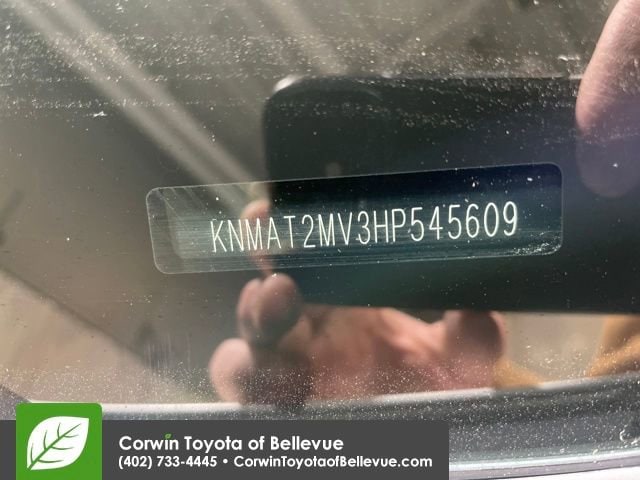 KNMAT2MV3HP545609
Corwin Toyota of Bellevue
(402) 733-4445 • CorwinToyotaofBellevue.com